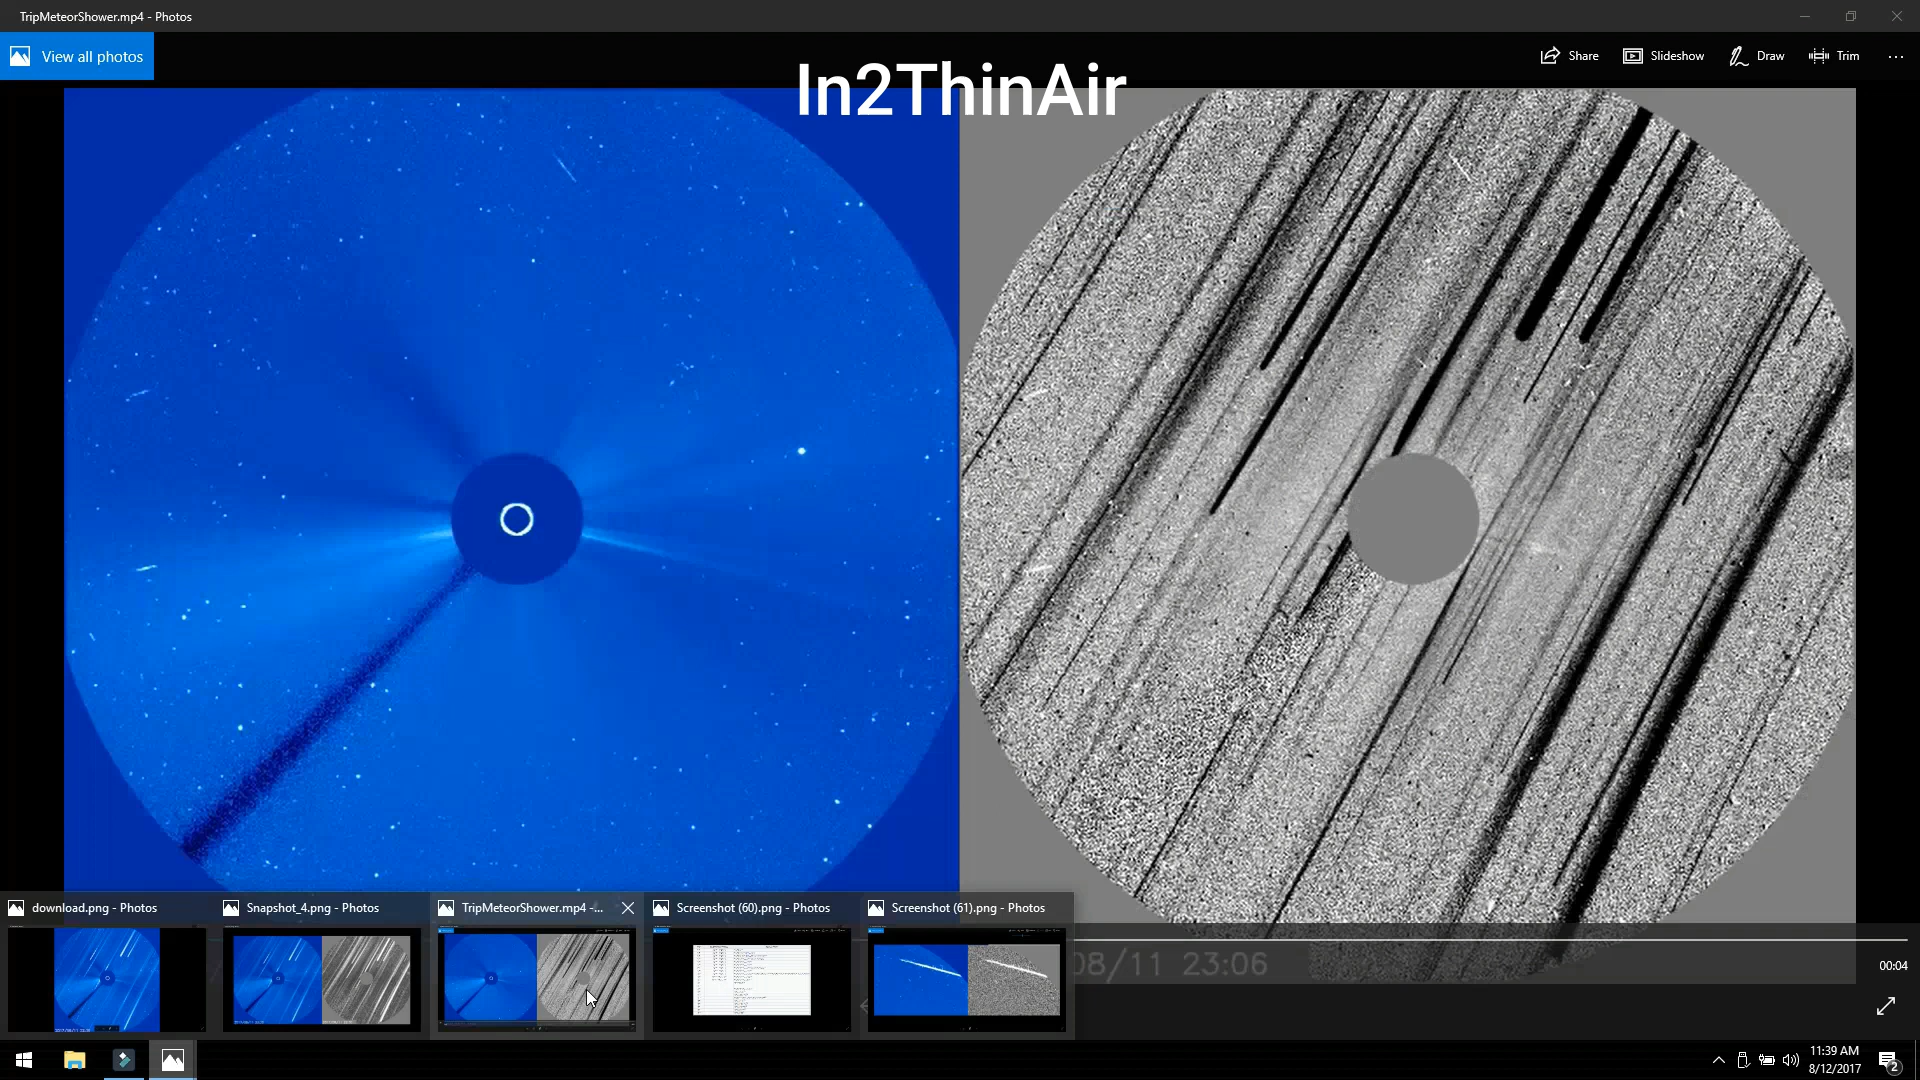 TripMeteorShower.mp4 - Photos
View all photos
Share
Slideshow
Draw
Trim
In2ThinAir
download.png - Photos
Snapshot_4.png - Photos
TripMeteorShower.mp4 -...
Screenshot (60).png - Photos
Screenshot (61).png - Photos
08/11 23:06
00:04
11:39 AM
8/12/2017
2